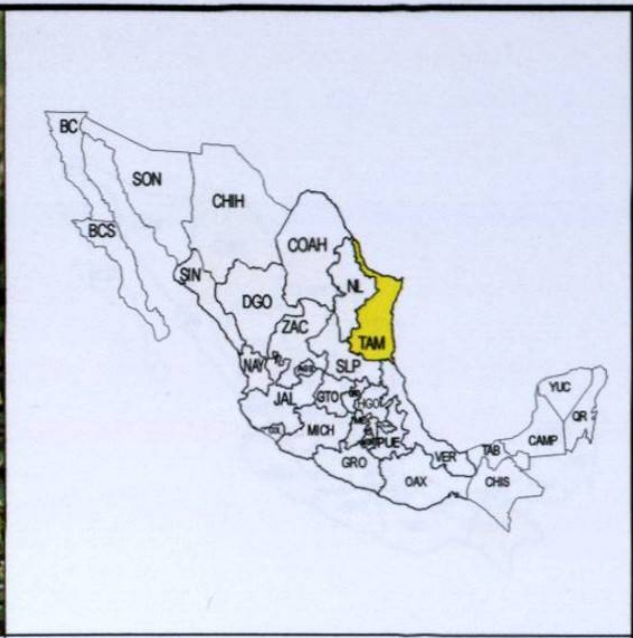 BC
SON
CHIH
BCS
COAH
SIN
NL
DGO
ZAC
TAM
NAY
SLP
JAL
GTO
HGO
MICH
PUE
VER
TAB
YUC
QR
CAMP
GRO
OAX
CHIS